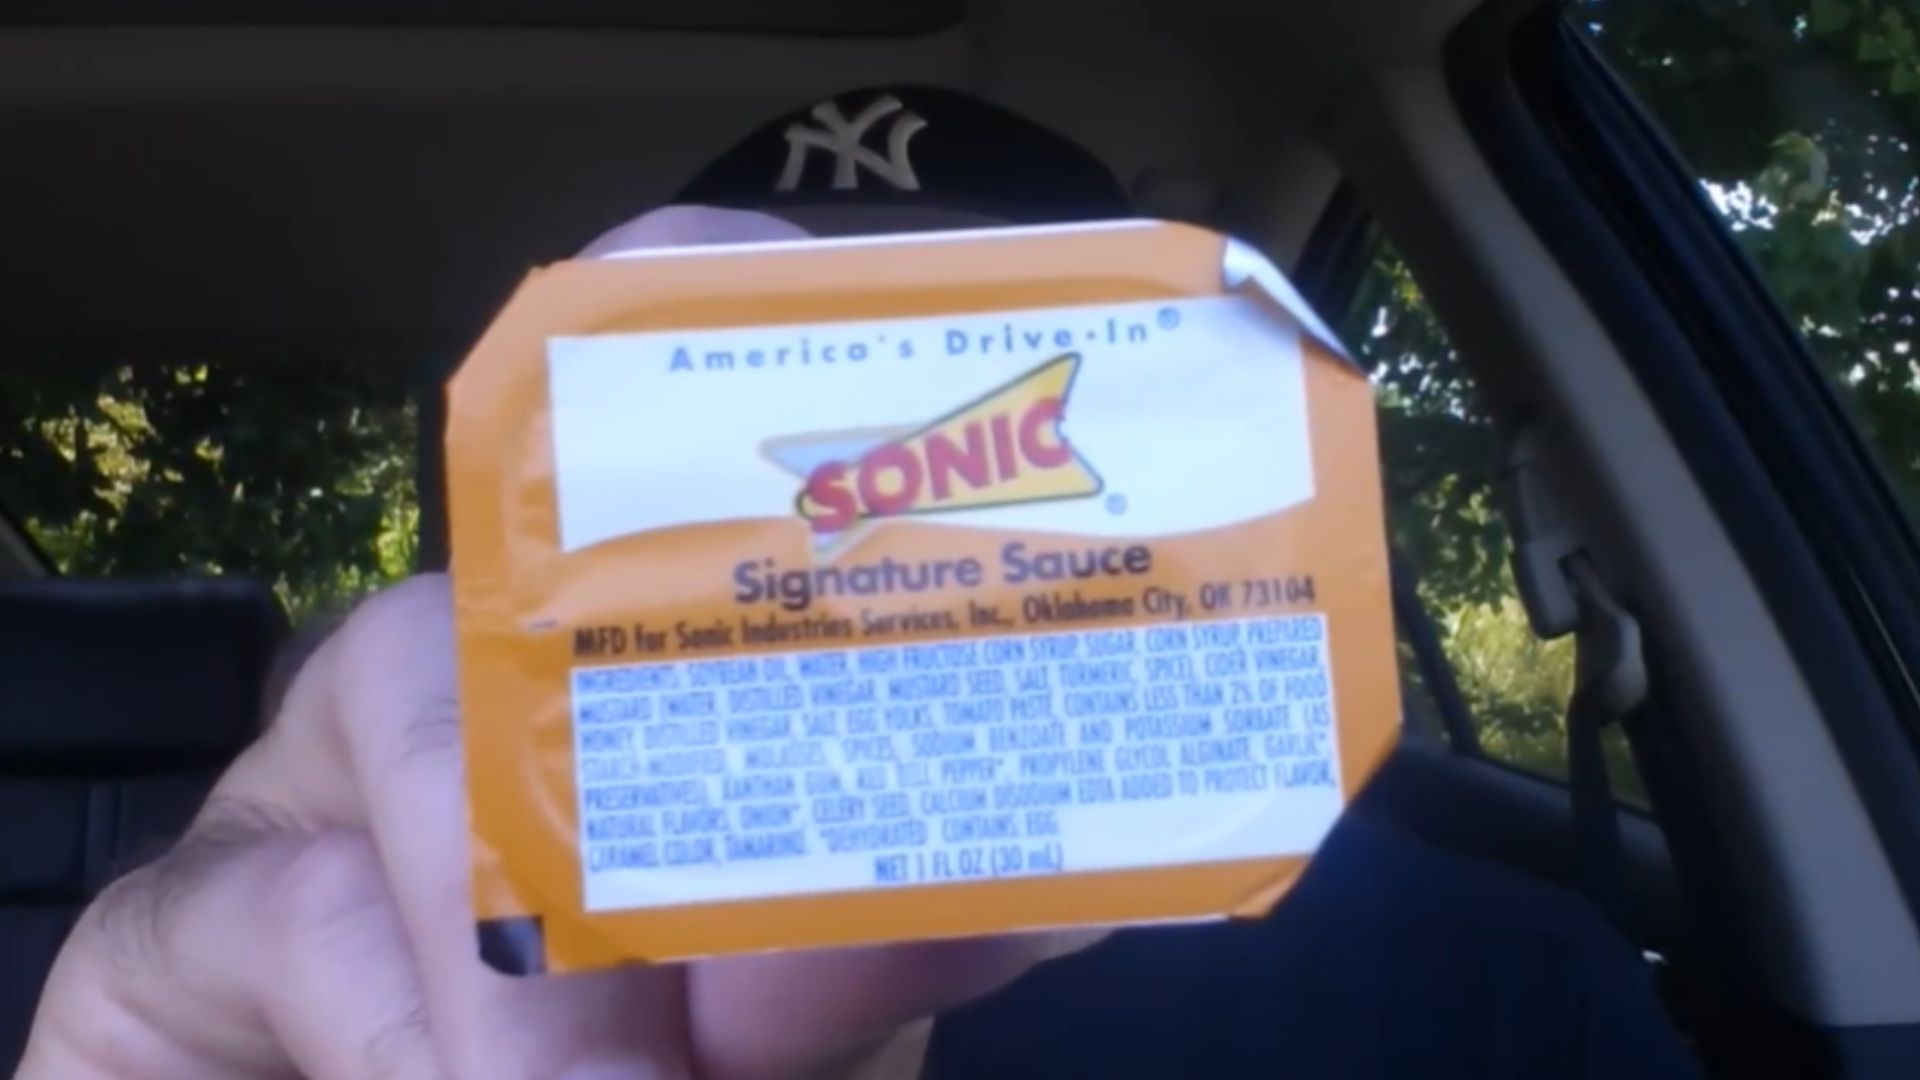 NY
America's Drive-In®
SONIC®
Signature Sauce
MFD for Sonic Industries Services, Inc., Oklahoma City, OK 73104
INGREDIENTS: SOYBEAN OIL, WATER, HIGH FRUCTOSE CORN SYRUP, SUGAR, CORN SYRUP, PREPARED
MUSTARD (WATER, DISTILLED VINEGAR, MUSTARD SEED, SALT, TURMERIC, SPICE), CIDER VINEGAR,
HONEY, DISTILLED VINEGAR, SALT, EGG YOLKS, TOMATO PASTE, CONTAINS LESS THAN 2% OF FOOD
STARCH-MODIFIED, MOLASSES, SPICES, SODIUM BENZOATE AND POTASSIUM SORBATE (AS
PRESERVATIVES), XANTHAN GUM, RED BELL PEPPER*, PROPYLENE GLYCOL ALGINATE, GARLIC*,
NATURAL FLAVORS, ONION*, CELERY SEED, CALCIUM DISODIUM EDTA ADDED TO PROTECT FLAVOR,
CARAMEL COLOR, TAMARIND. *DEHYDRATED CONTAINS: EGG
NET 1 FL OZ (30 mL)